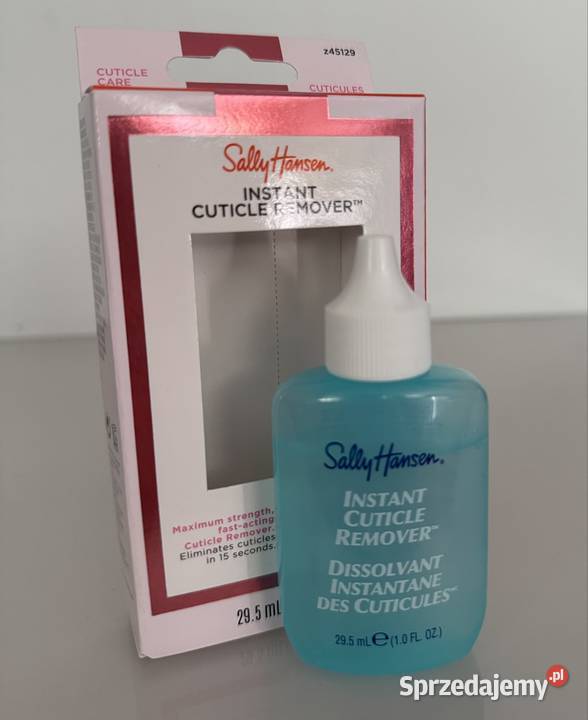 z45129
CUTICLE
CARE
CUTICULES
Sally Hansen.
INSTANT
CUTICLE REMOVER™
Maximum strength,
fast-acting
Cuticle Remover.
Eliminates cuticles
in 15 seconds.
29.5 mL
Sally Hansen.
INSTANT
CUTICLE
REMOVER™
DISSOLVANT
INSTANTANÉ
DES CUTICULES™
29.5 mL℮(1.0 FL. OZ.)
Sprzedajemy.pl